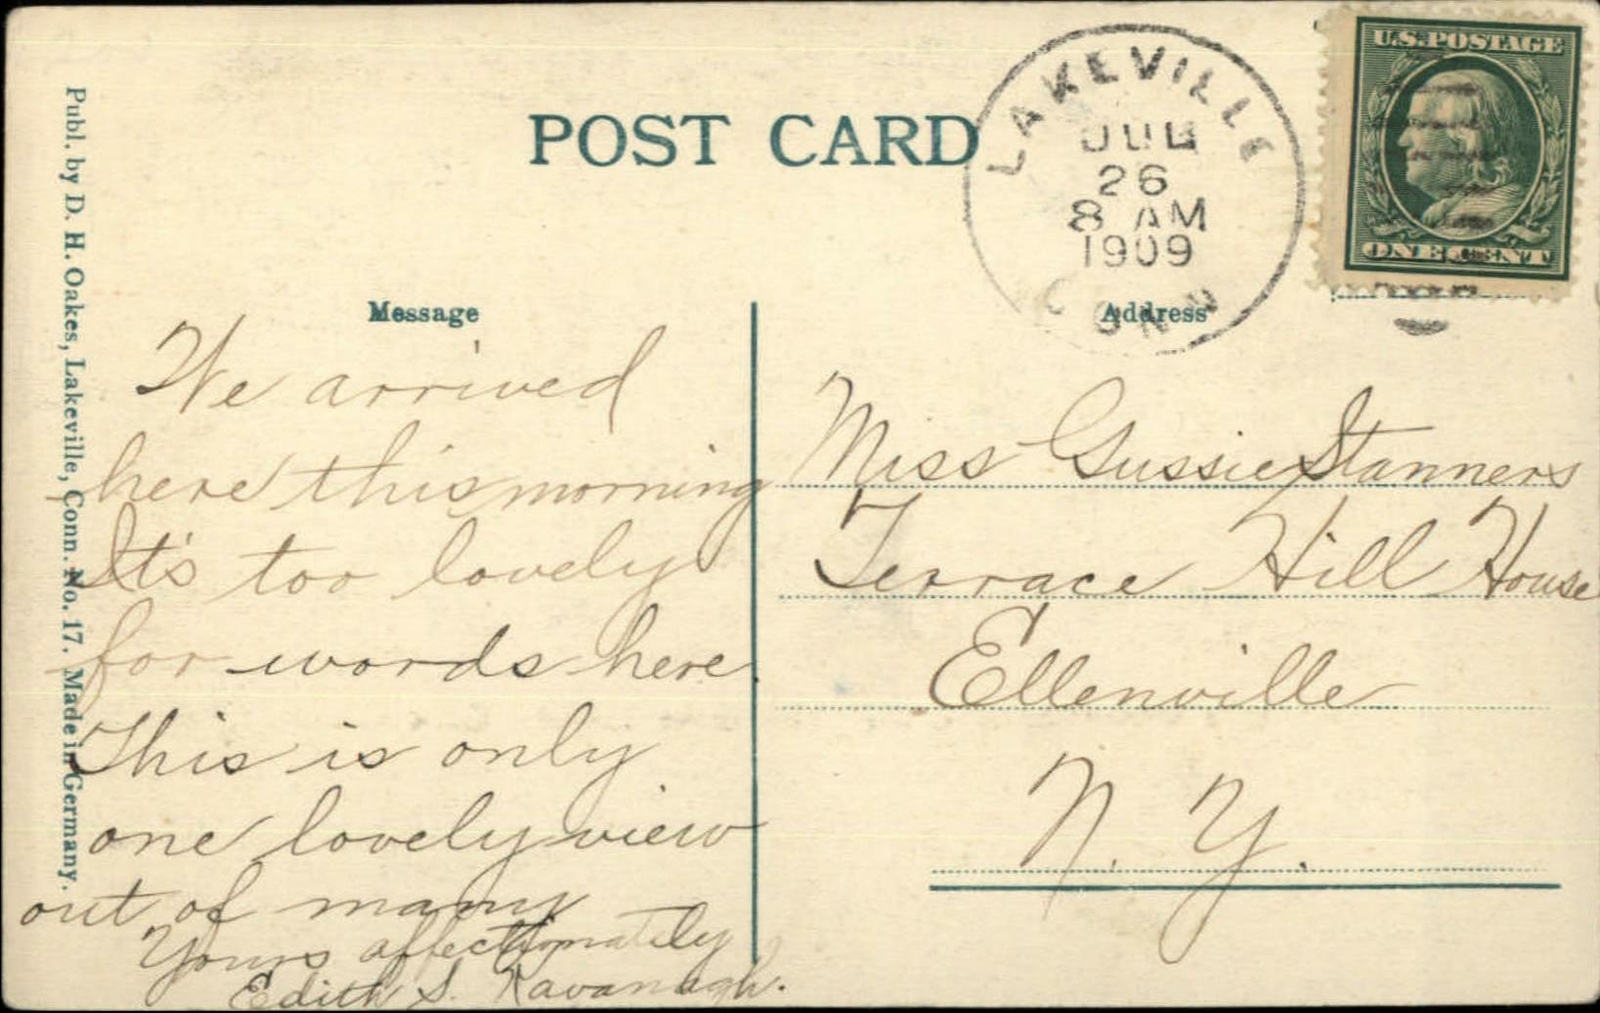 POST CARD
LAKEVILLE
JUL
26
8 AM
1909
CONN
U.S. POSTAGE
ONE CENT
Publ. by D. H. Oakes, Lakeville, Conn. No. 17. Made in Germany.
Message
We arrived
here this morning
It's too lovely
for words here.
This is only
one lovely view
out of many
Yours affectionately
Edith S. Kavanagh.
Address
Miss Gussie Stanners
Terrace Hill House
Ellenville
N. Y.